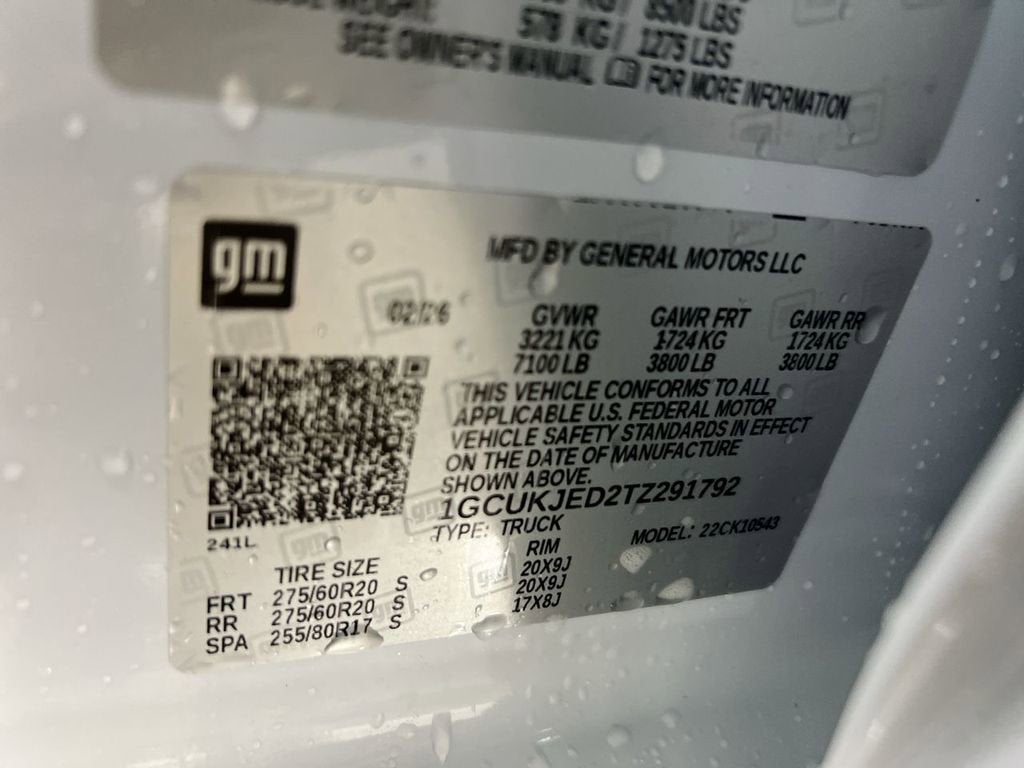 WEIGHT:
KG / 8500 LBS
578 KG / 1275 LBS
SEE OWNER'S MANUAL FOR MORE INFORMATION
gm
MFD BY GENERAL MOTORS LLC
02/26
GVWR GAWR FRT GAWR RR
3221 KG 1724 KG 1724 KG
7100 LB 3800 LB 3800 LB
THIS VEHICLE CONFORMS TO ALL
APPLICABLE U.S. FEDERAL MOTOR
VEHICLE SAFETY STANDARDS IN EFFECT
ON THE DATE OF MANUFACTURE
SHOWN ABOVE.
1GCUKJED2TZ291792
TYPE: TRUCK MODEL: 22CK10543
241L
TIRE SIZE RIM
FRT 275/60R20 S 20X9J
RR 275/60R20 S 20X9J
SPA 255/80R17 S 17X8J